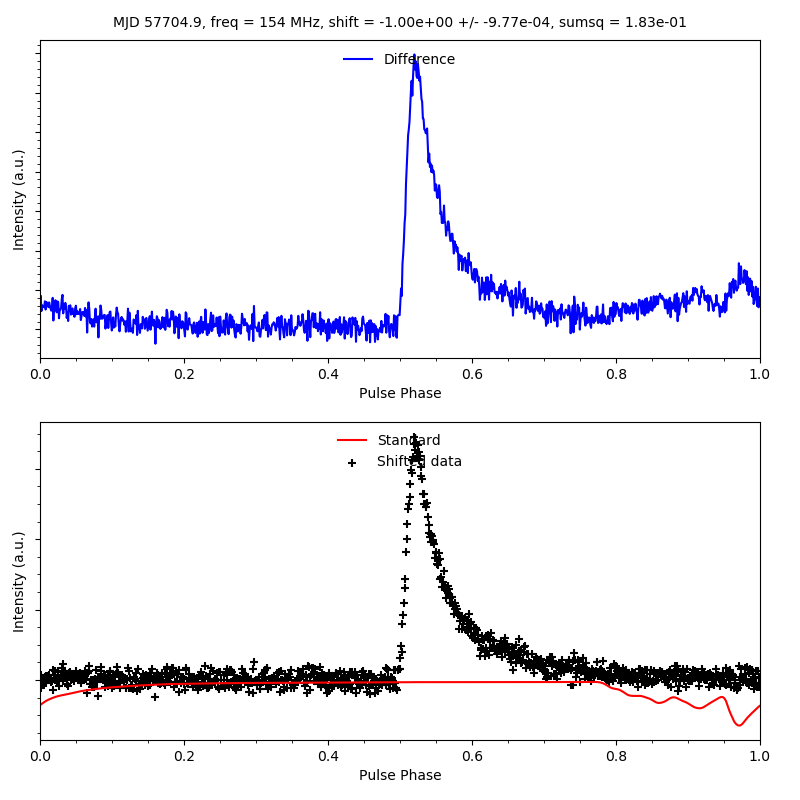 MJD 57704.9, freq = 154 MHz, shift = -1.00e+00 +/- -9.77e-04, sumsq = 1.83e-01
Difference
Intensity (a.u.)
0.0 0.2 0.4 0.6 0.8 1.0
Pulse Phase
Standard
Shifted data
Intensity (a.u.)
0.0 0.2 0.4 0.6 0.8 1.0
Pulse Phase